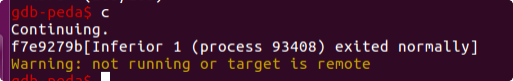 gdb-peda$ c
Continuing.
f7e9279b[Inferior 1 (process 93408) exited normally]
Warning: not running or target is remote
gdb-peda$